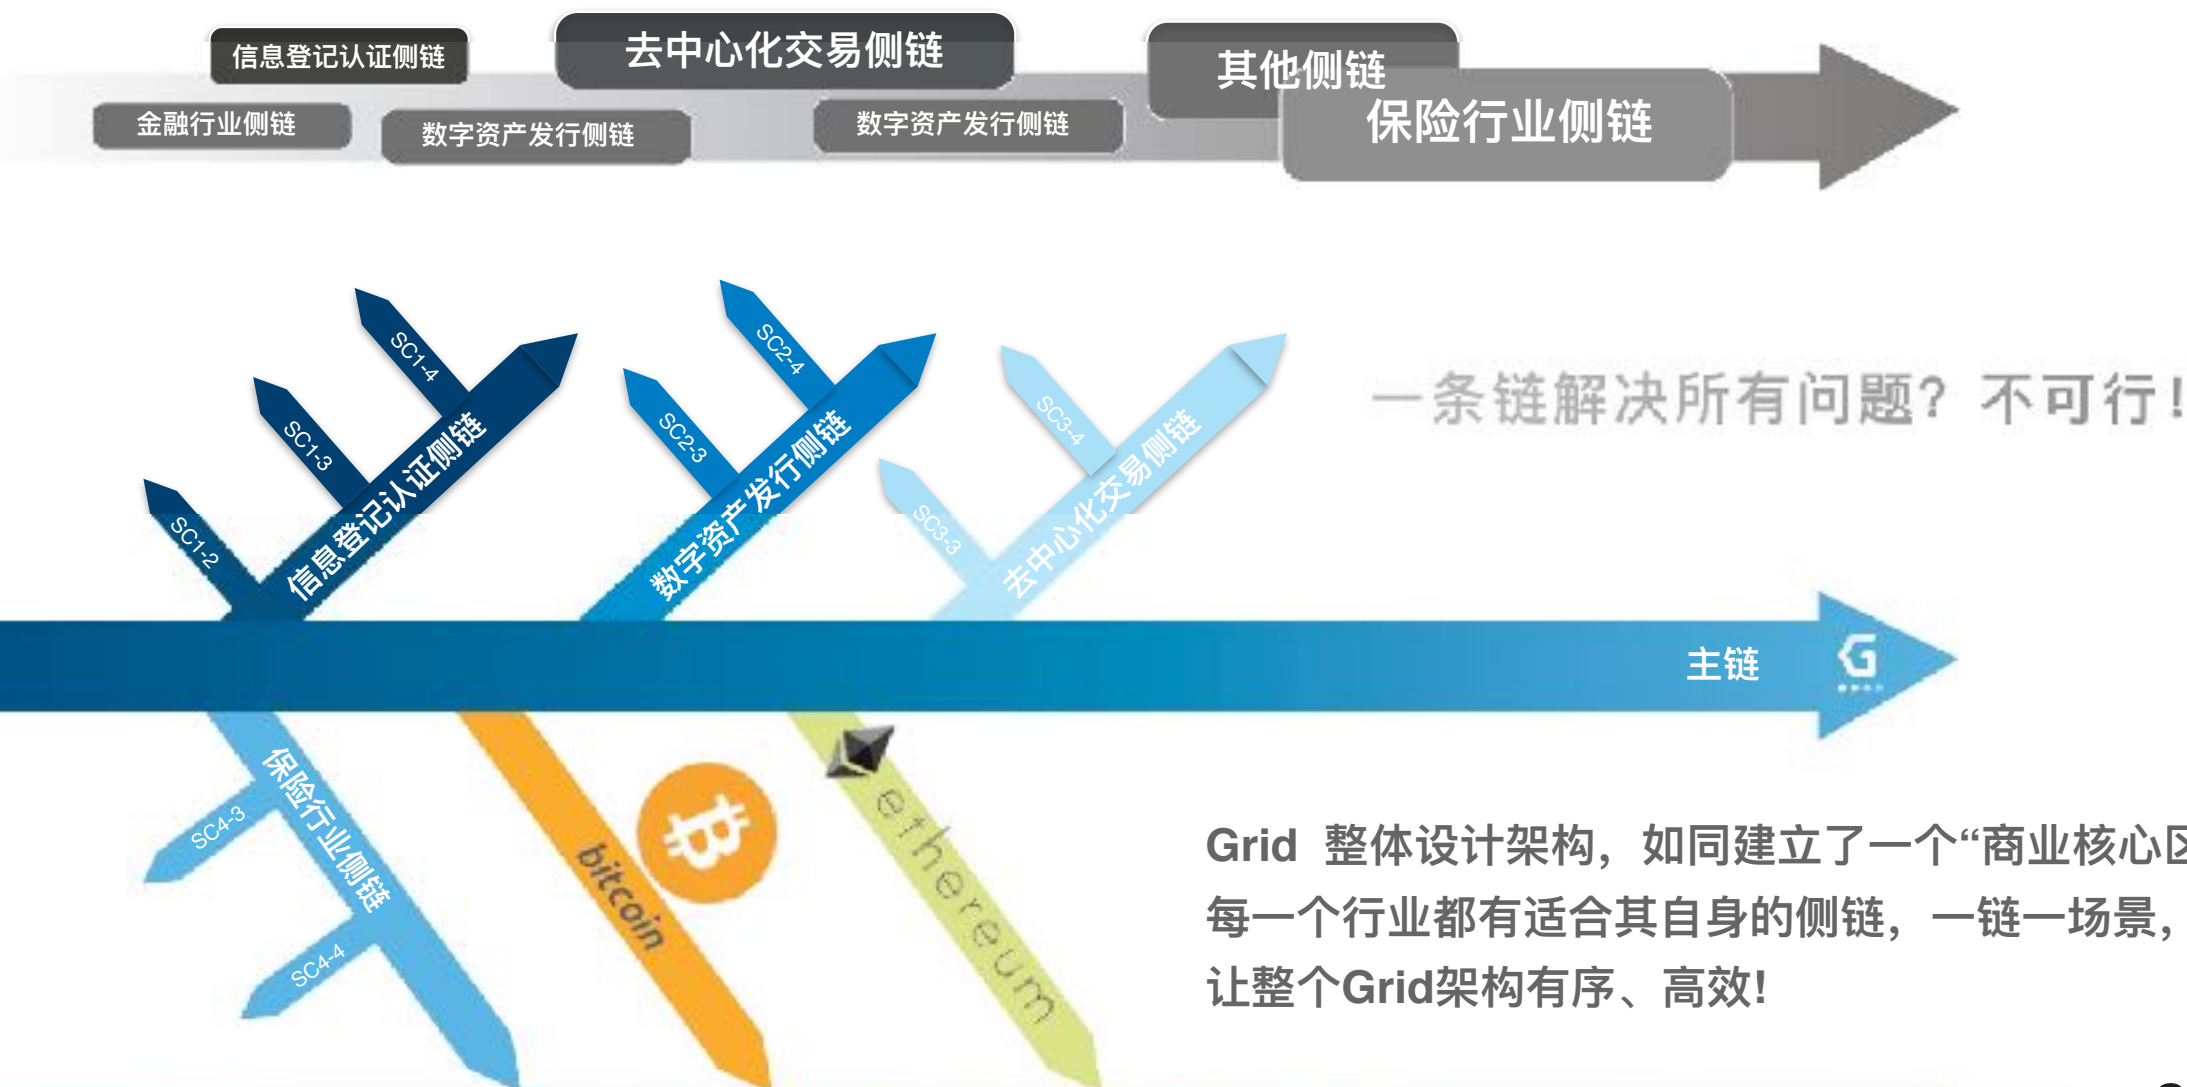 信息登记认证侧链
去中心化交易侧链
其他侧链
金融行业侧链
数字资产发行侧链
数字资产发行侧链
保险行业侧链
一条链解决所有问题？不可行！
SC1-4
SC1-3
SC1-2
信息登记认证侧链
SC2-4
SC2-3
数字资产发行侧链
SC3-4
SC3-3
去中心化交易侧链
主链
G
保险行业侧链
SC4-3
SC4-4
bitcoin
ethereum
Grid 整体设计架构，如同建立了一个“商业核心区
每一个行业都有适合其自身的侧链，一链一场景，
让整个Grid架构有序、高效!